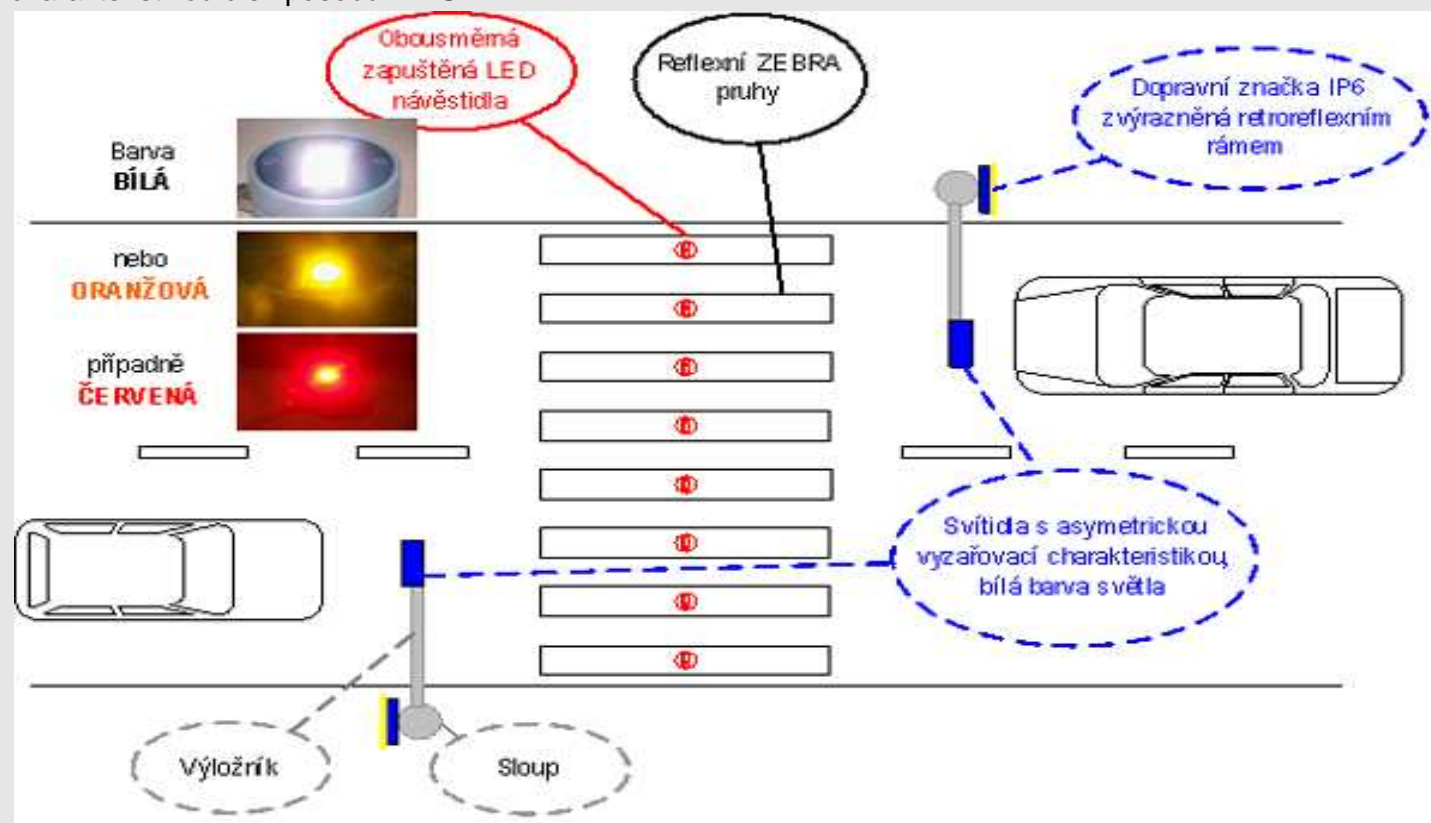 Obousměrná
zapuštěná LED
návěstidla
Reflexní ZEBRA
pruhy
Dopravní značka IP6
zvýrazněná retroreflexním
rámem
Barva
BÍLÁ
nebo
ORANŽOVÁ
případně
ČERVENÁ
Svítidla s asymetrickou
vyzařovací charakteristikou,
bílá barva světla
Výložník
Sloup